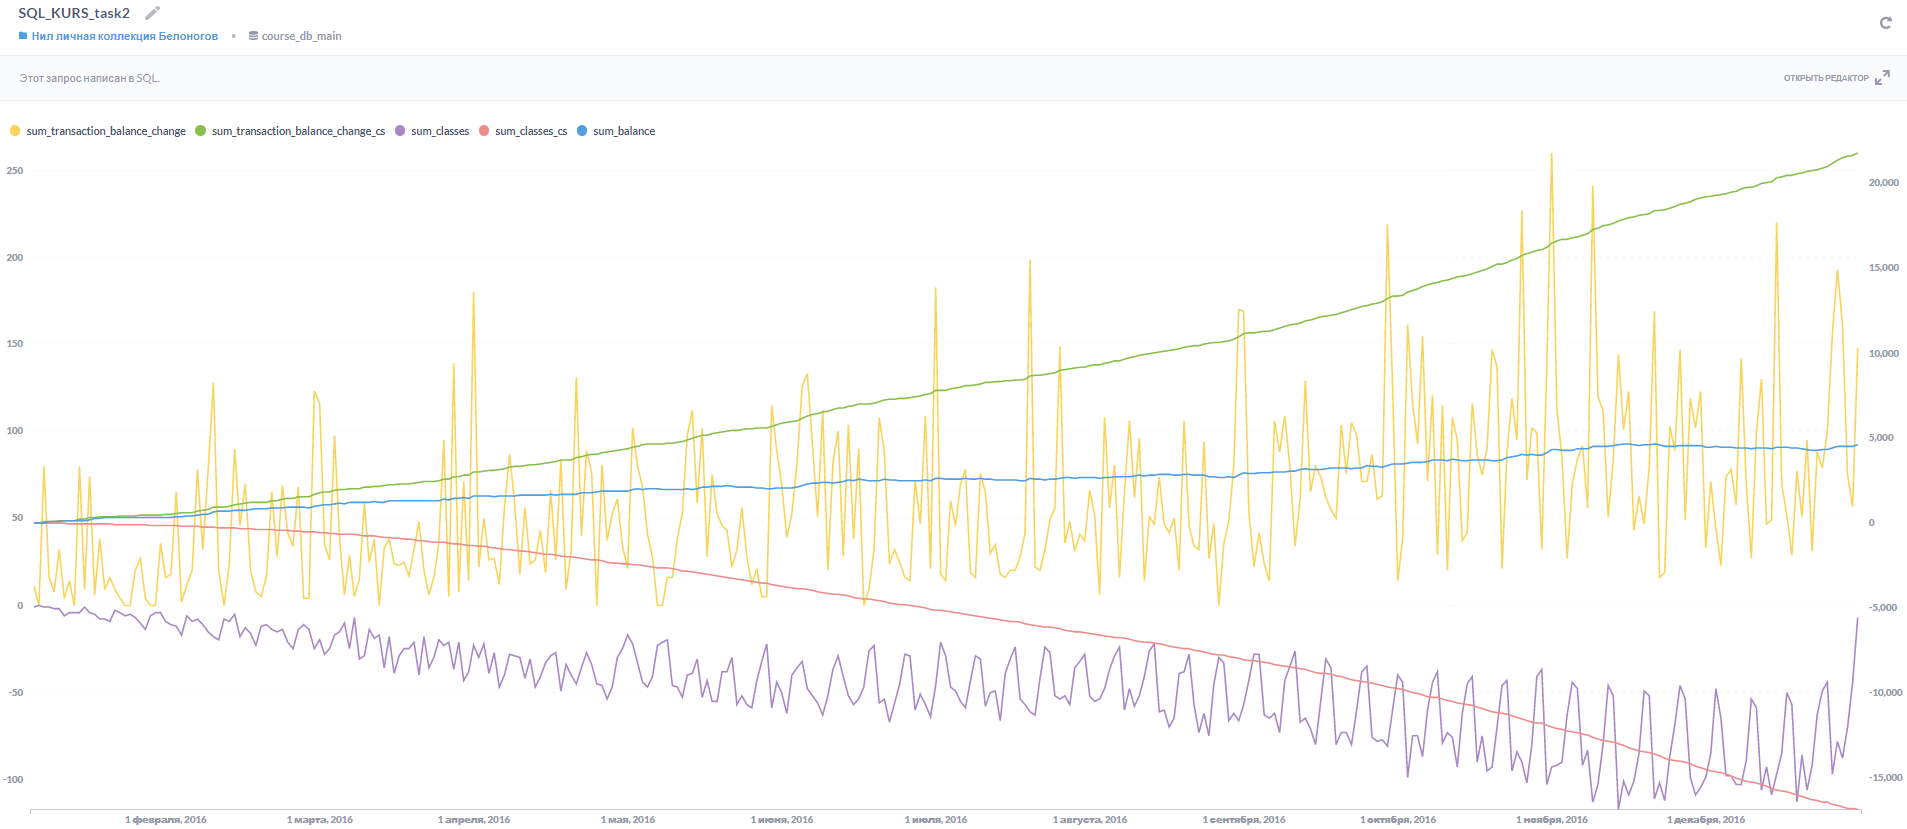 SQL_KURS_task2
Нил личная коллекция Белоногов • course_db_main
Этот запрос написан в SQL.
ОТКРЫТЬ РЕДАКТОР
sum_transaction_balance_change sum_transaction_balance_change_cs sum_classes sum_classes_cs sum_balance
250
200
150
100
50
0
-50
-100
20,000
15,000
10,000
5,000
0
-5,000
-10,000
-15,000
1 февраля, 2016 1 марта, 2016 1 апреля, 2016 1 мая, 2016 1 июня, 2016 1 июля, 2016 1 августа, 2016 1 сентября, 2016 1 октября, 2016 1 ноября, 2016 1 декабря, 2016